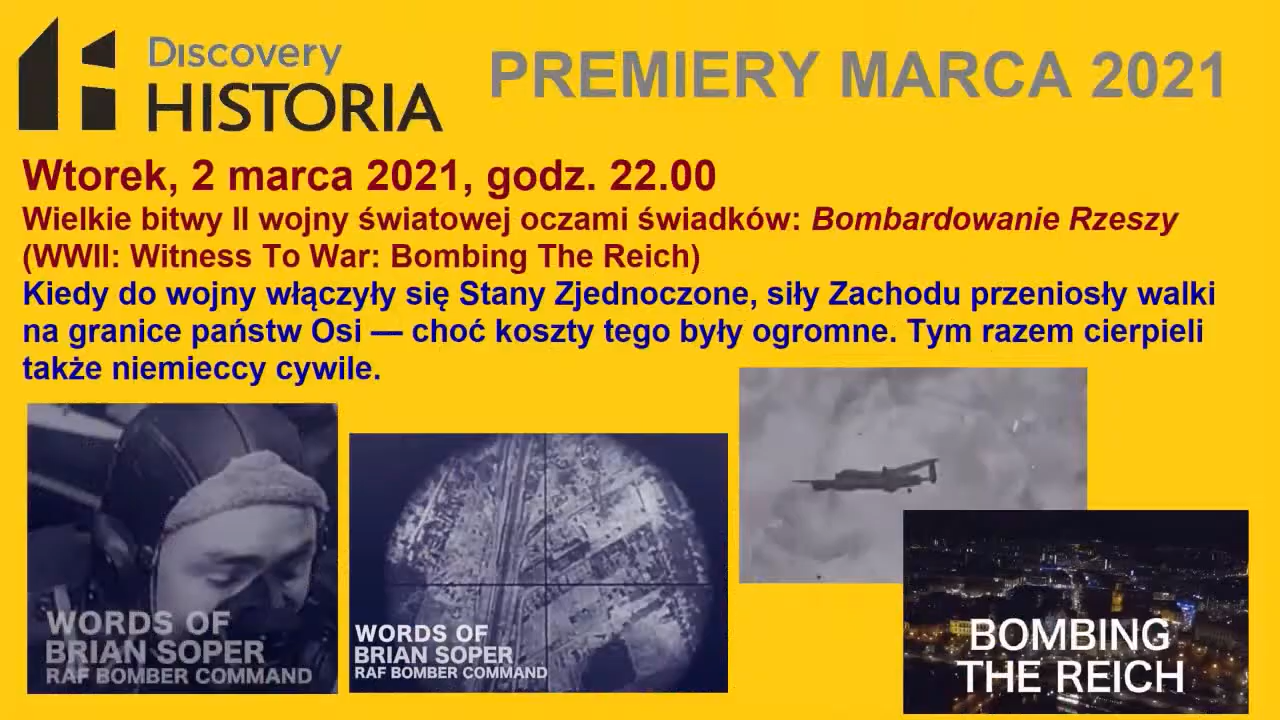 Discovery
HISTORIA
PREMIERY MARCA 2021
Wtorek, 2 marca 2021, godz. 22.00
Wielkie bitwy II wojny światowej oczami świadków: Bombardowanie Rzeszy
(WWII: Witness To War: Bombing The Reich)
Kiedy do wojny włączyły się Stany Zjednoczone, siły Zachodu przeniosły walki
na granice państw Osi — choć koszty tego były ogromne. Tym razem cierpieli
także niemieccy cywile.
WORDS OF
BRIAN SOPER
RAF BOMBER COMMAND
WORDS OF
BRIAN SOPER
RAF BOMBER COMMAND
BOMBING
THE REICH